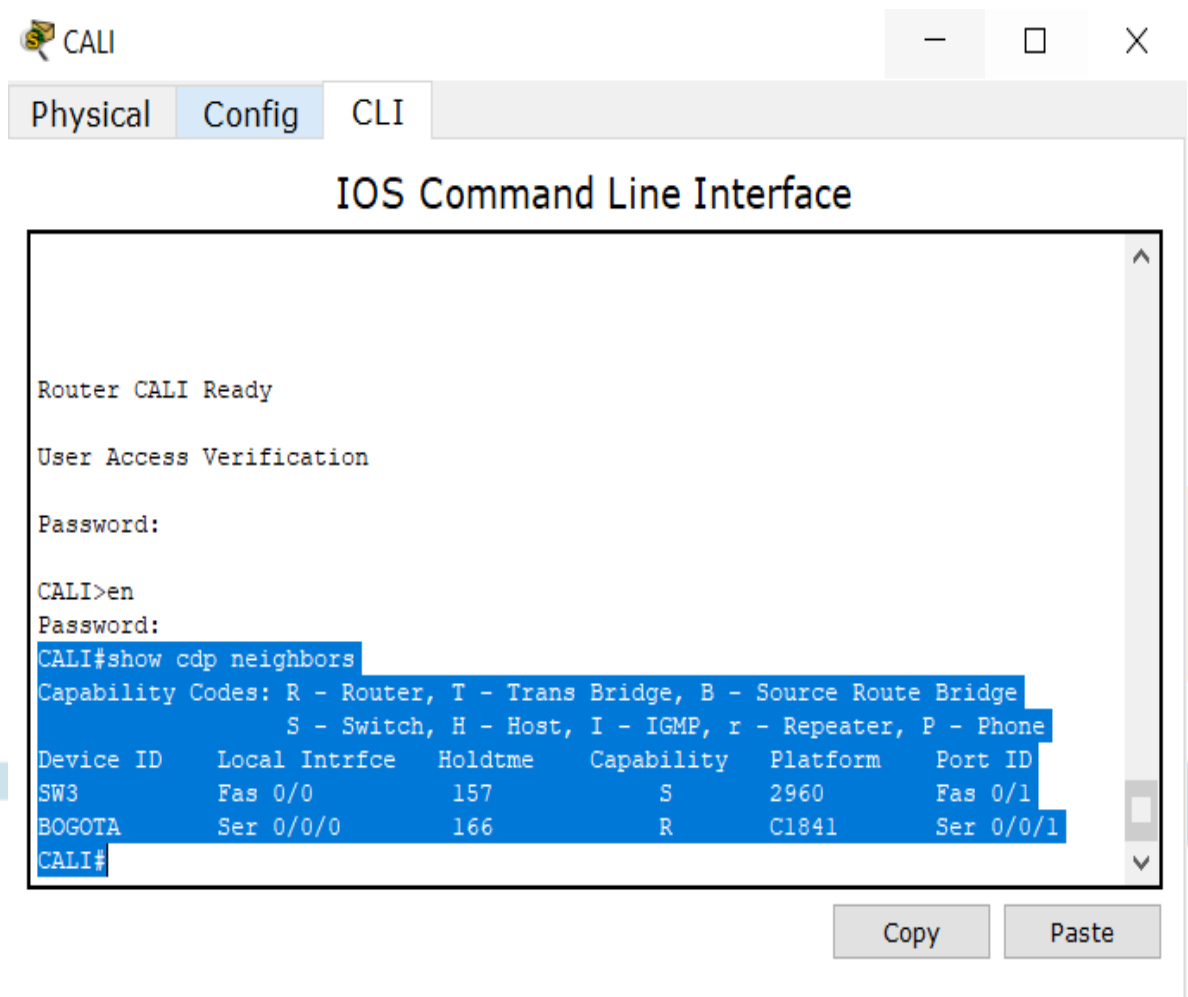 CALI
Physical Config CLI
IOS Command Line Interface
Router CALI Ready
User Access Verification
Password:
CALI>en
Password:
CALI#show cdp neighbors
Capability Codes: R - Router, T - Trans Bridge, B - Source Route Bridge
S - Switch, H - Host, I - IGMP, r - Repeater, P - Phone
Device ID Local Intrfce Holdtme Capability Platform Port ID
SW3 Fas 0/0 157 S 2960 Fas 0/1
BOGOTA Ser 0/0/0 166 R C1841 Ser 0/0/1
CALI#
Copy Paste